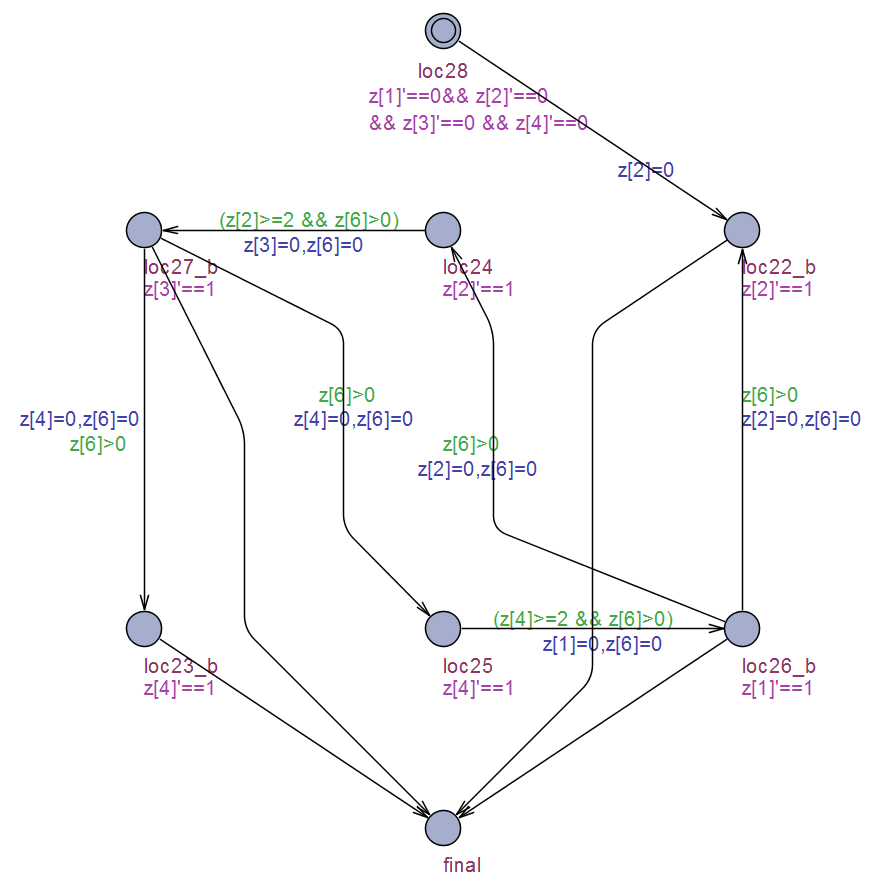 loc28
z[1]'==0&& z[2]'==0
&& z[3]'==0 && z[4]'==0
z[2]=0
(z[2]>=2 && z[6]>0)
z[3]=0,z[6]=0
loc27_b
z[3]'==1
loc24
z[2]'==1
loc22_b
z[2]'==1
z[4]=0,z[6]=0
z[6]>0
z[6]>0
z[4]=0,z[6]=0
z[6]>0
z[2]=0,z[6]=0
z[6]>0
z[2]=0,z[6]=0
(z[4]>=2 && z[6]>0)
z[1]=0,z[6]=0
loc23_b
z[4]'==1
loc25
z[4]'==1
loc26_b
z[1]'==1
final